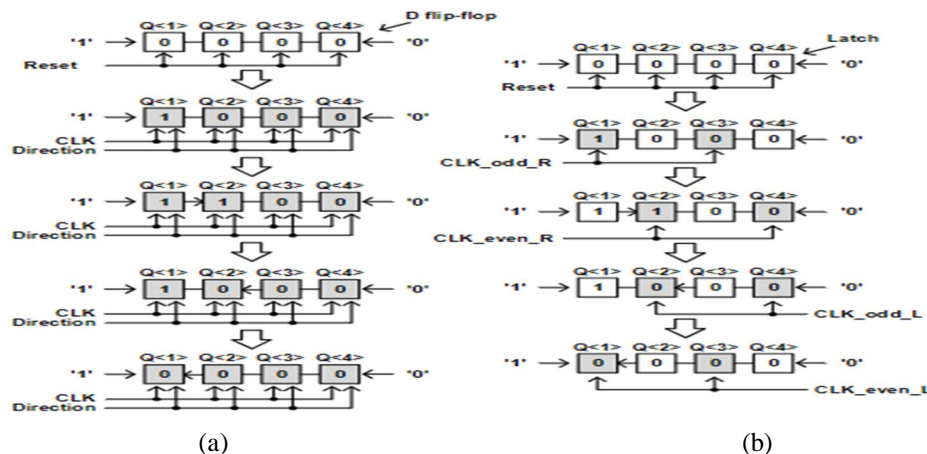 D flip-flop
Q<1> Q<2> Q<3> Q<4>
'1' 0 0 0 0 '0'
Reset
Q<1> Q<2> Q<3> Q<4>
'1' 1 0 0 0 '0'
CLK
Direction
Q<1> Q<2> Q<3> Q<4>
'1' 1 1 0 0 '0'
CLK
Direction
Q<1> Q<2> Q<3> Q<4>
'1' 1 0 0 0 '0'
CLK
Direction
Q<1> Q<2> Q<3> Q<4>
'1' 0 0 0 0 '0'
CLK
Direction
(a)
Latch
Q<1> Q<2> Q<3> Q<4>
'1' 0 0 0 0 '0'
Reset
Q<1> Q<2> Q<3> Q<4>
'1' 1 0 0 0 '0'
CLK_odd_R
Q<1> Q<2> Q<3> Q<4>
'1' 1 1 0 0 '0'
CLK_even_R
Q<1> Q<2> Q<3> Q<4>
'1' 1 0 0 0 '0'
CLK_odd_L
Q<1> Q<2> Q<3> Q<4>
'1' 0 0 0 0 '0'
CLK_even_L
(b)